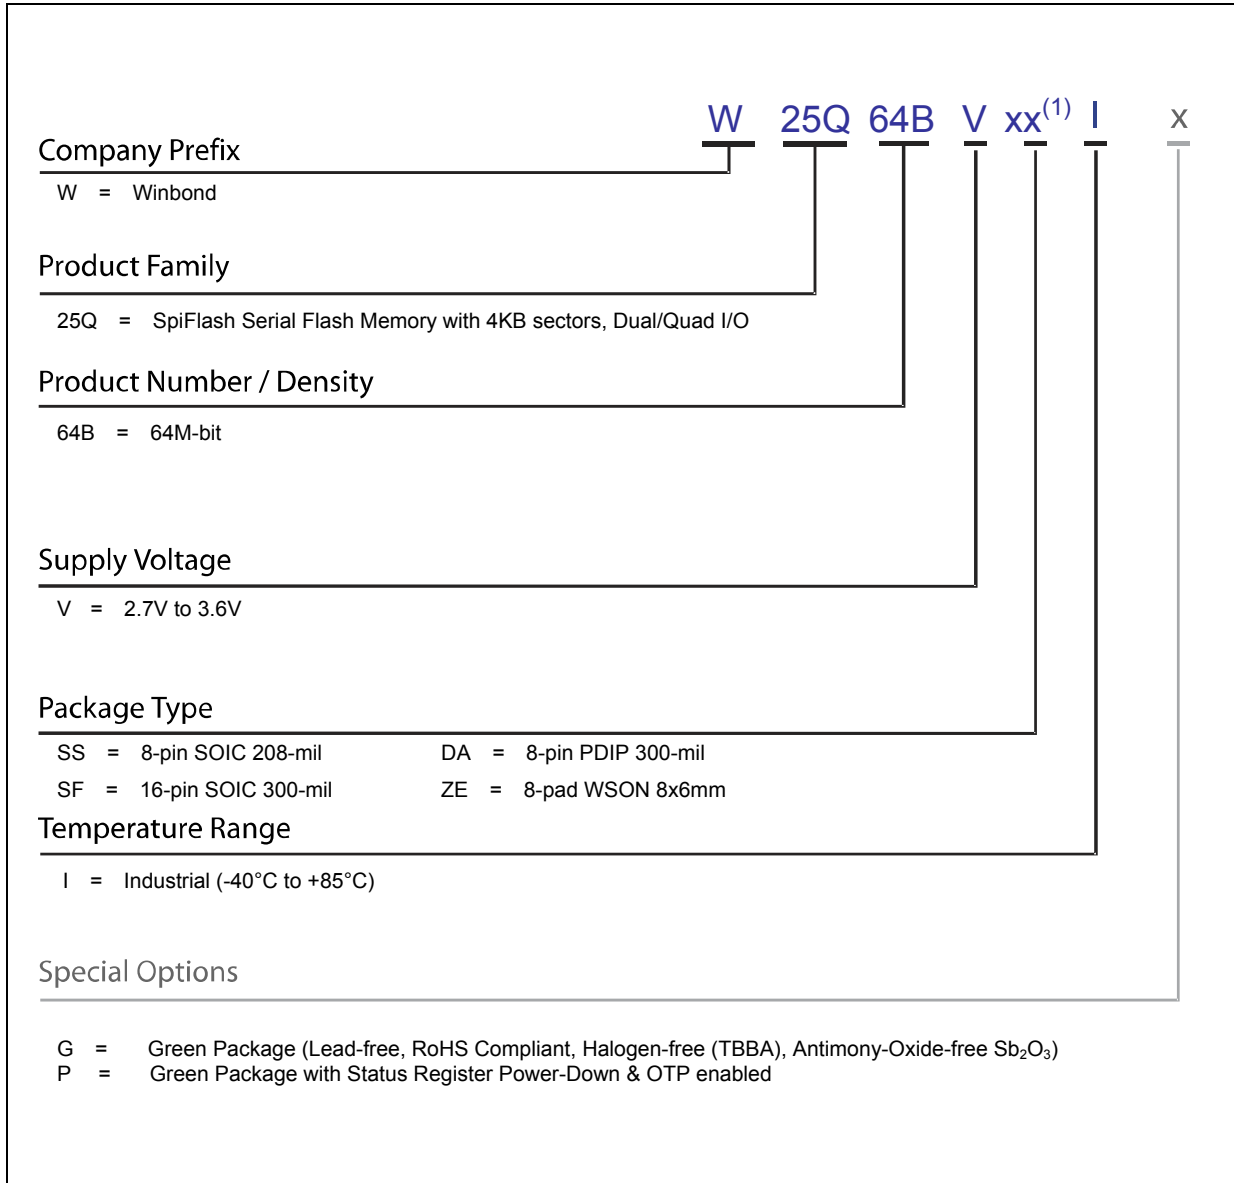 W 25Q 64B V xx(1) I x
Company Prefix
W = Winbond
Product Family
25Q = SpiFlash Serial Flash Memory with 4KB sectors, Dual/Quad I/O
Product Number / Density
64B = 64M-bit
Supply Voltage
V = 2.7V to 3.6V
Package Type
SS = 8-pin SOIC 208-mil DA = 8-pin PDIP 300-mil
SF = 16-pin SOIC 300-mil ZE = 8-pad WSON 8x6mm
Temperature Range
I = Industrial (-40°C to +85°C)
Special Options
G = Green Package (Lead-free, RoHS Compliant, Halogen-free (TBBA), Antimony-Oxide-free Sb₂O₃)
P = Green Package with Status Register Power-Down & OTP enabled